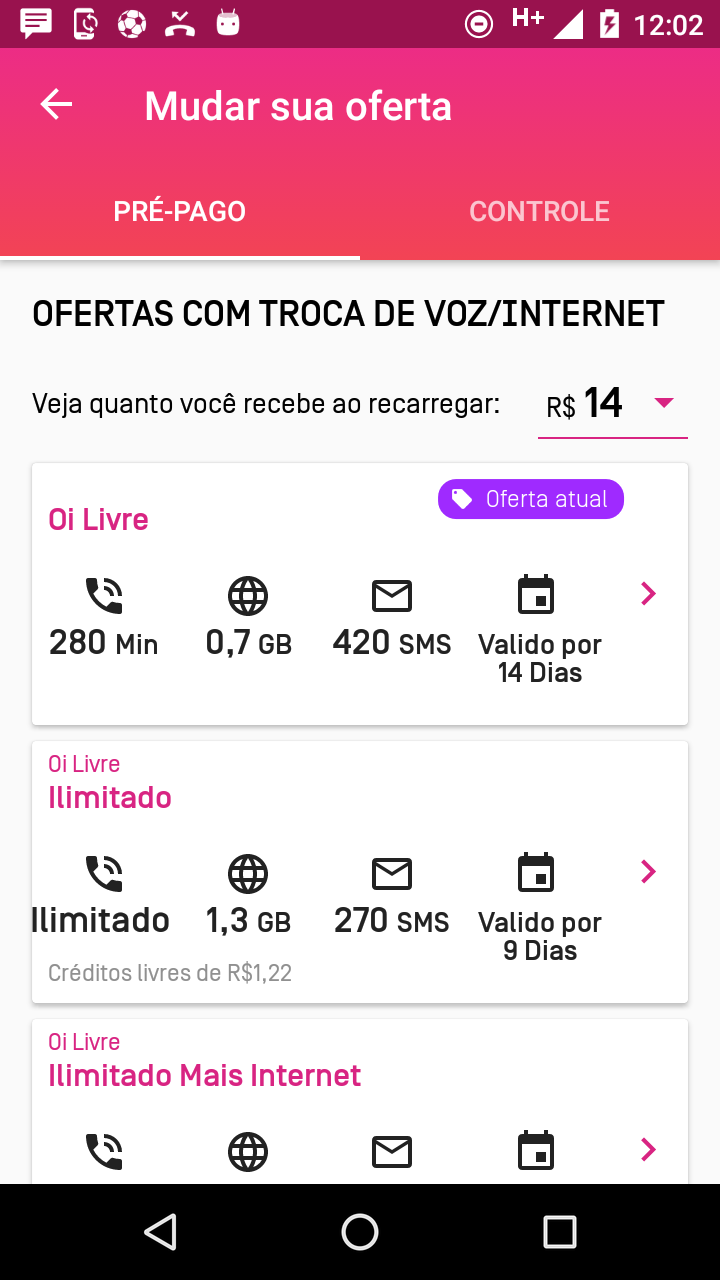 H+ 12:02
Mudar sua oferta
PRÉ-PAGO CONTROLE
OFERTAS COM TROCA DE VOZ/INTERNET
Veja quanto você recebe ao recarregar: R$ 14
Oferta atual
Oi Livre
280 Min 0,7 GB 420 SMS Valido por
14 Dias
Oi Livre
Ilimitado
Ilimitado 1,3 GB 270 SMS Valido por
9 Dias
Créditos livres de R$1,22
Oi Livre
Ilimitado Mais Internet